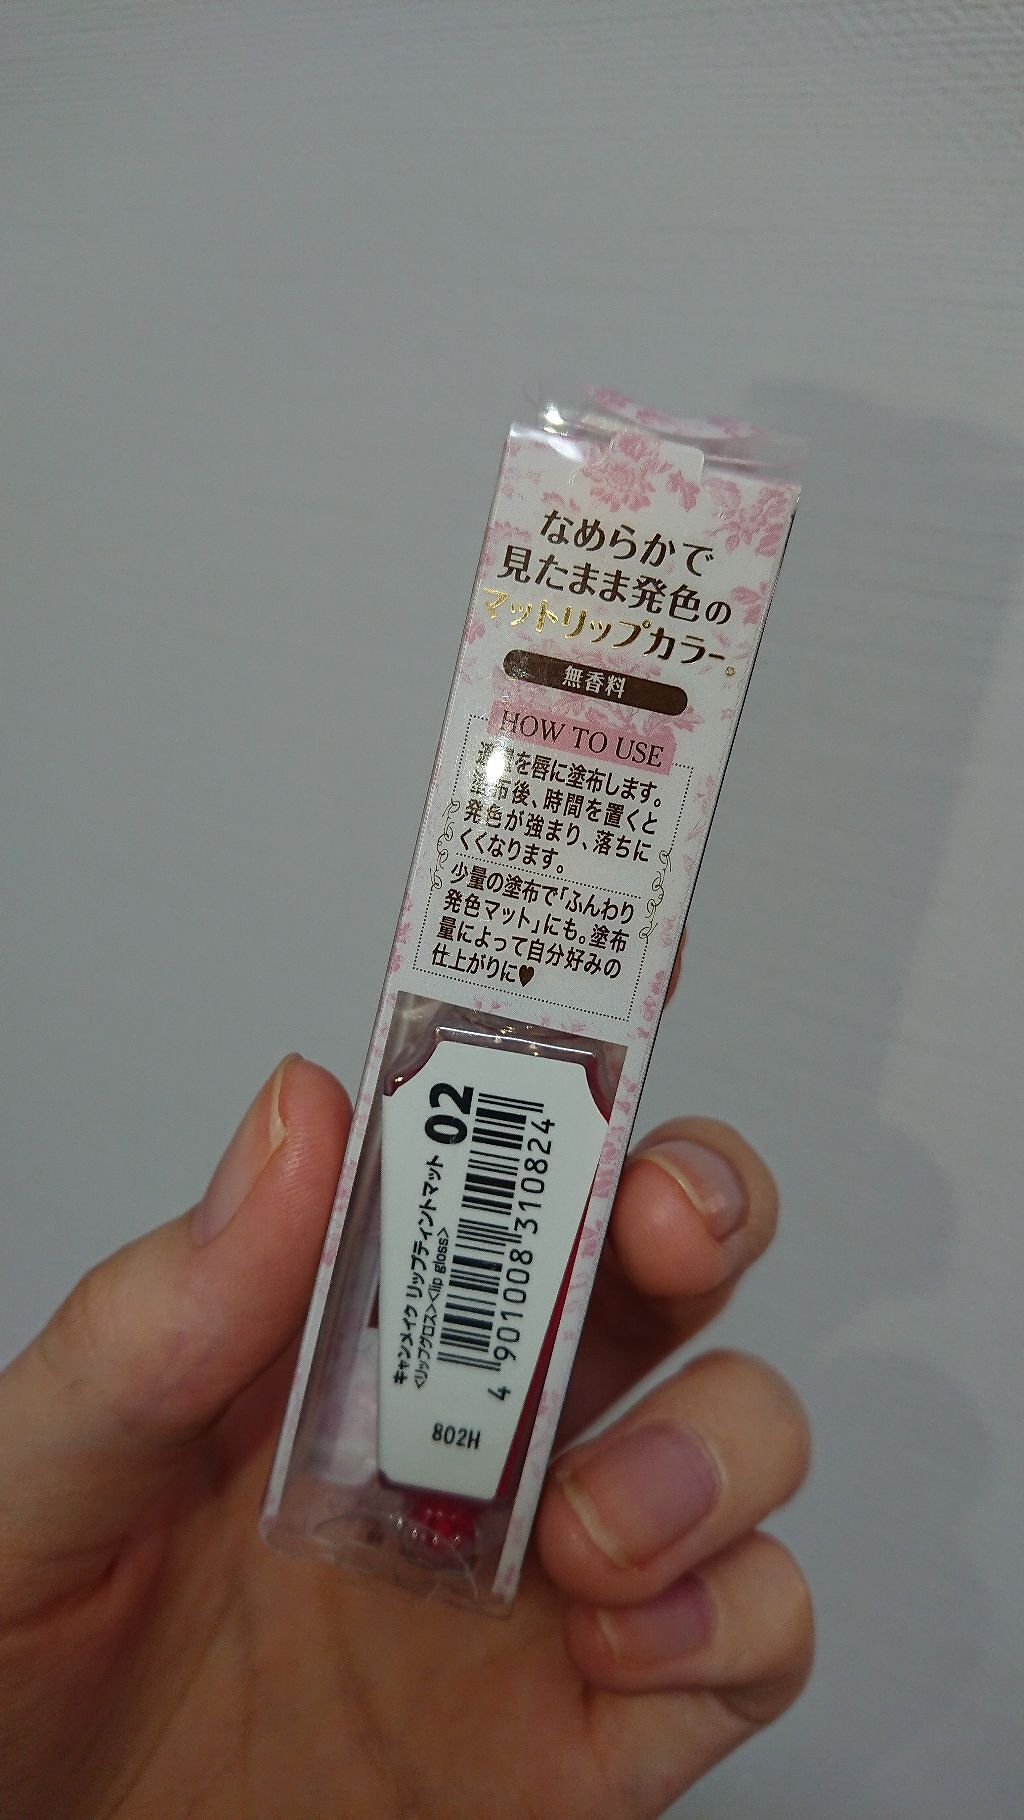 なめらかで
見たまま発色の
マットリップカラー。
無香料
HOW TO USE
適量を唇に塗布します。
塗布後、時間を置くと
発色が強まり、落ちに
くくなります。
少量の塗布で「ふんわり
発色マット」にも。塗布
量によって自分好みの
仕上がりに♥
キャンメイク リップティントマット 02
<リップグロス><lip gloss>
4 901008 310824
802H